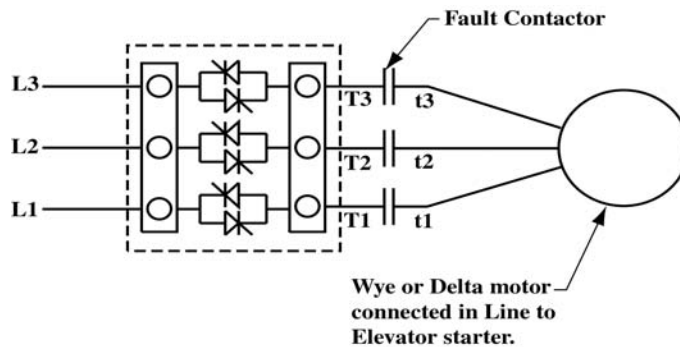 Fault Contactor
L3
T3
t3
L2
T2
t2
L1
T1
t1
Wye or Delta motor
connected in Line to
Elevator starter.